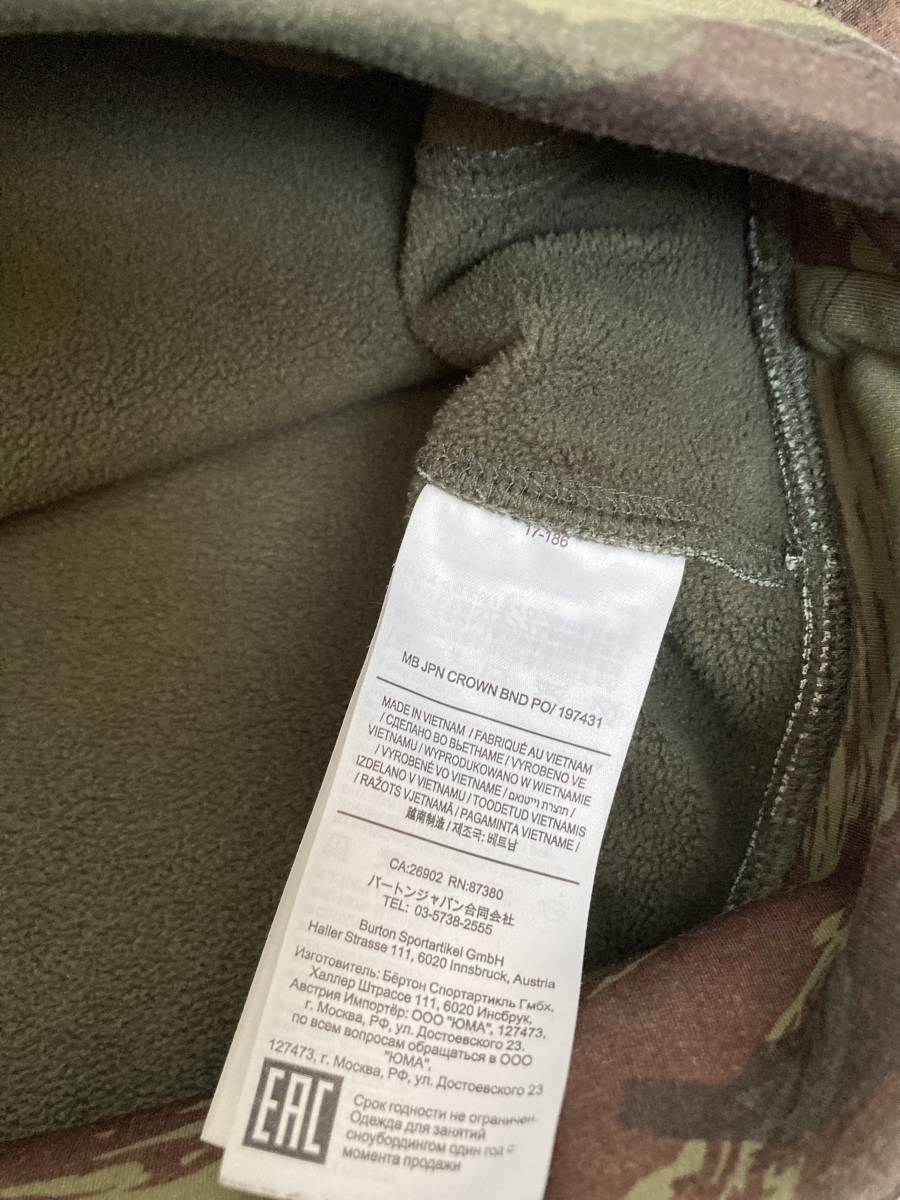 17-186
MB JPN CROWN BND PO/ 197431
MADE IN VIETNAM / FABRIQUÉ AU VIETNAM
/ СДЕЛАНО ВО ВЬЕТНАМЕ / VYROBENO VE
VIETNAMU / WYPRODUKOWANO W WIETNAMIE
/ VYROBENÉ VO VIETNAME / תוצרת וייטנאם /
IZDELANO V VIETNAMU / TOODETUD VIETNAMIS
/ RAŽOTS VJETNAMĀ / PAGAMINTA VIETNAME /
越南制造 / 제조국: 베트남
CA:26902 RN:87380
バートンジャパン合同会社
TEL: 03-5738-2555
Burton Sportartikel GmbH
Haller Strasse 111, 6020 Innsbruck, Austria
Изготовитель: Бёртон Спортартикль Гмбх,
Халлер Штрассе 111, 6020 Инсбрук,
Австрия Импортёр: ООО "ЮМА", 127473,
г. Москва, РФ, ул. Достоевского 23.
по всем вопросам обращаться в ООО
"ЮМА",
127473, г. Москва, РФ, ул. Достоевского 23
EAC
Срок годности не ограничен.
Одежда для занятий
сноубордингом один год с
момента продажи